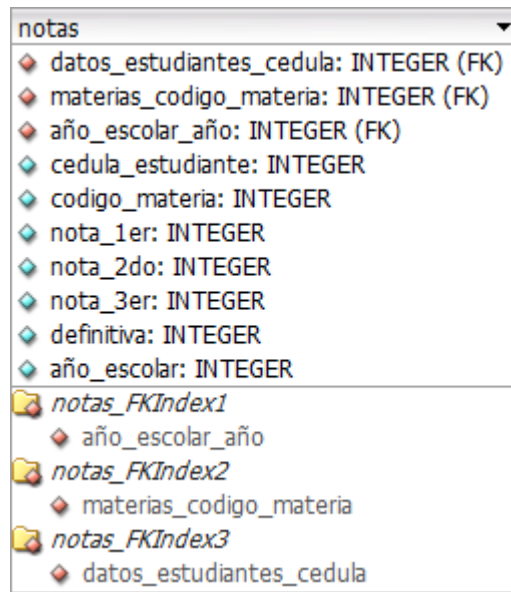 notas
datos_estudiantes_cedula: INTEGER (FK)
materias_codigo_materia: INTEGER (FK)
año_escolar_año: INTEGER (FK)
cedula_estudiante: INTEGER
codigo_materia: INTEGER
nota_1er: INTEGER
nota_2do: INTEGER
nota_3er: INTEGER
definitiva: INTEGER
año_escolar: INTEGER
notas_FKIndex1
año_escolar_año
notas_FKIndex2
materias_codigo_materia
notas_FKIndex3
datos_estudiantes_cedula